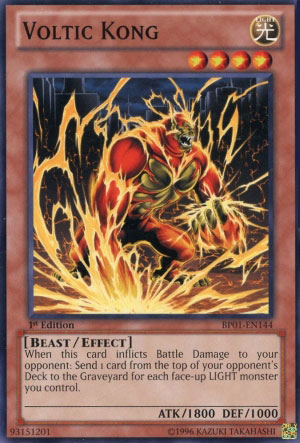 Voltic Kong
LIGHT
光
1st Edition
BP01-EN144
[Beast / Effect]
When this card inflicts Battle Damage to your
opponent: Send 1 card from the top of your opponent's
Deck to the Graveyard for each face-up LIGHT monster
you control.
ATK/1800 DEF/1000
93151201
©1996 KAZUKI TAKAHASHI